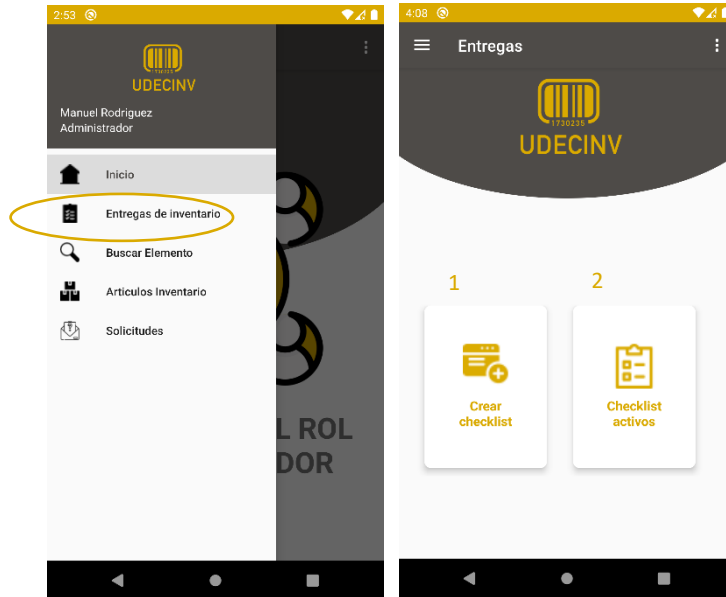 2:53
1730235
UDECINV
Manuel Rodriguez
Administrador
Inicio
Entregas de inventario
Buscar Elemento
Articulos Inventario
Solicitudes
L ROL
DOR
4:08
Entregas
1730235
UDECINV
1
2
Crear
checklist
Checklist
activos